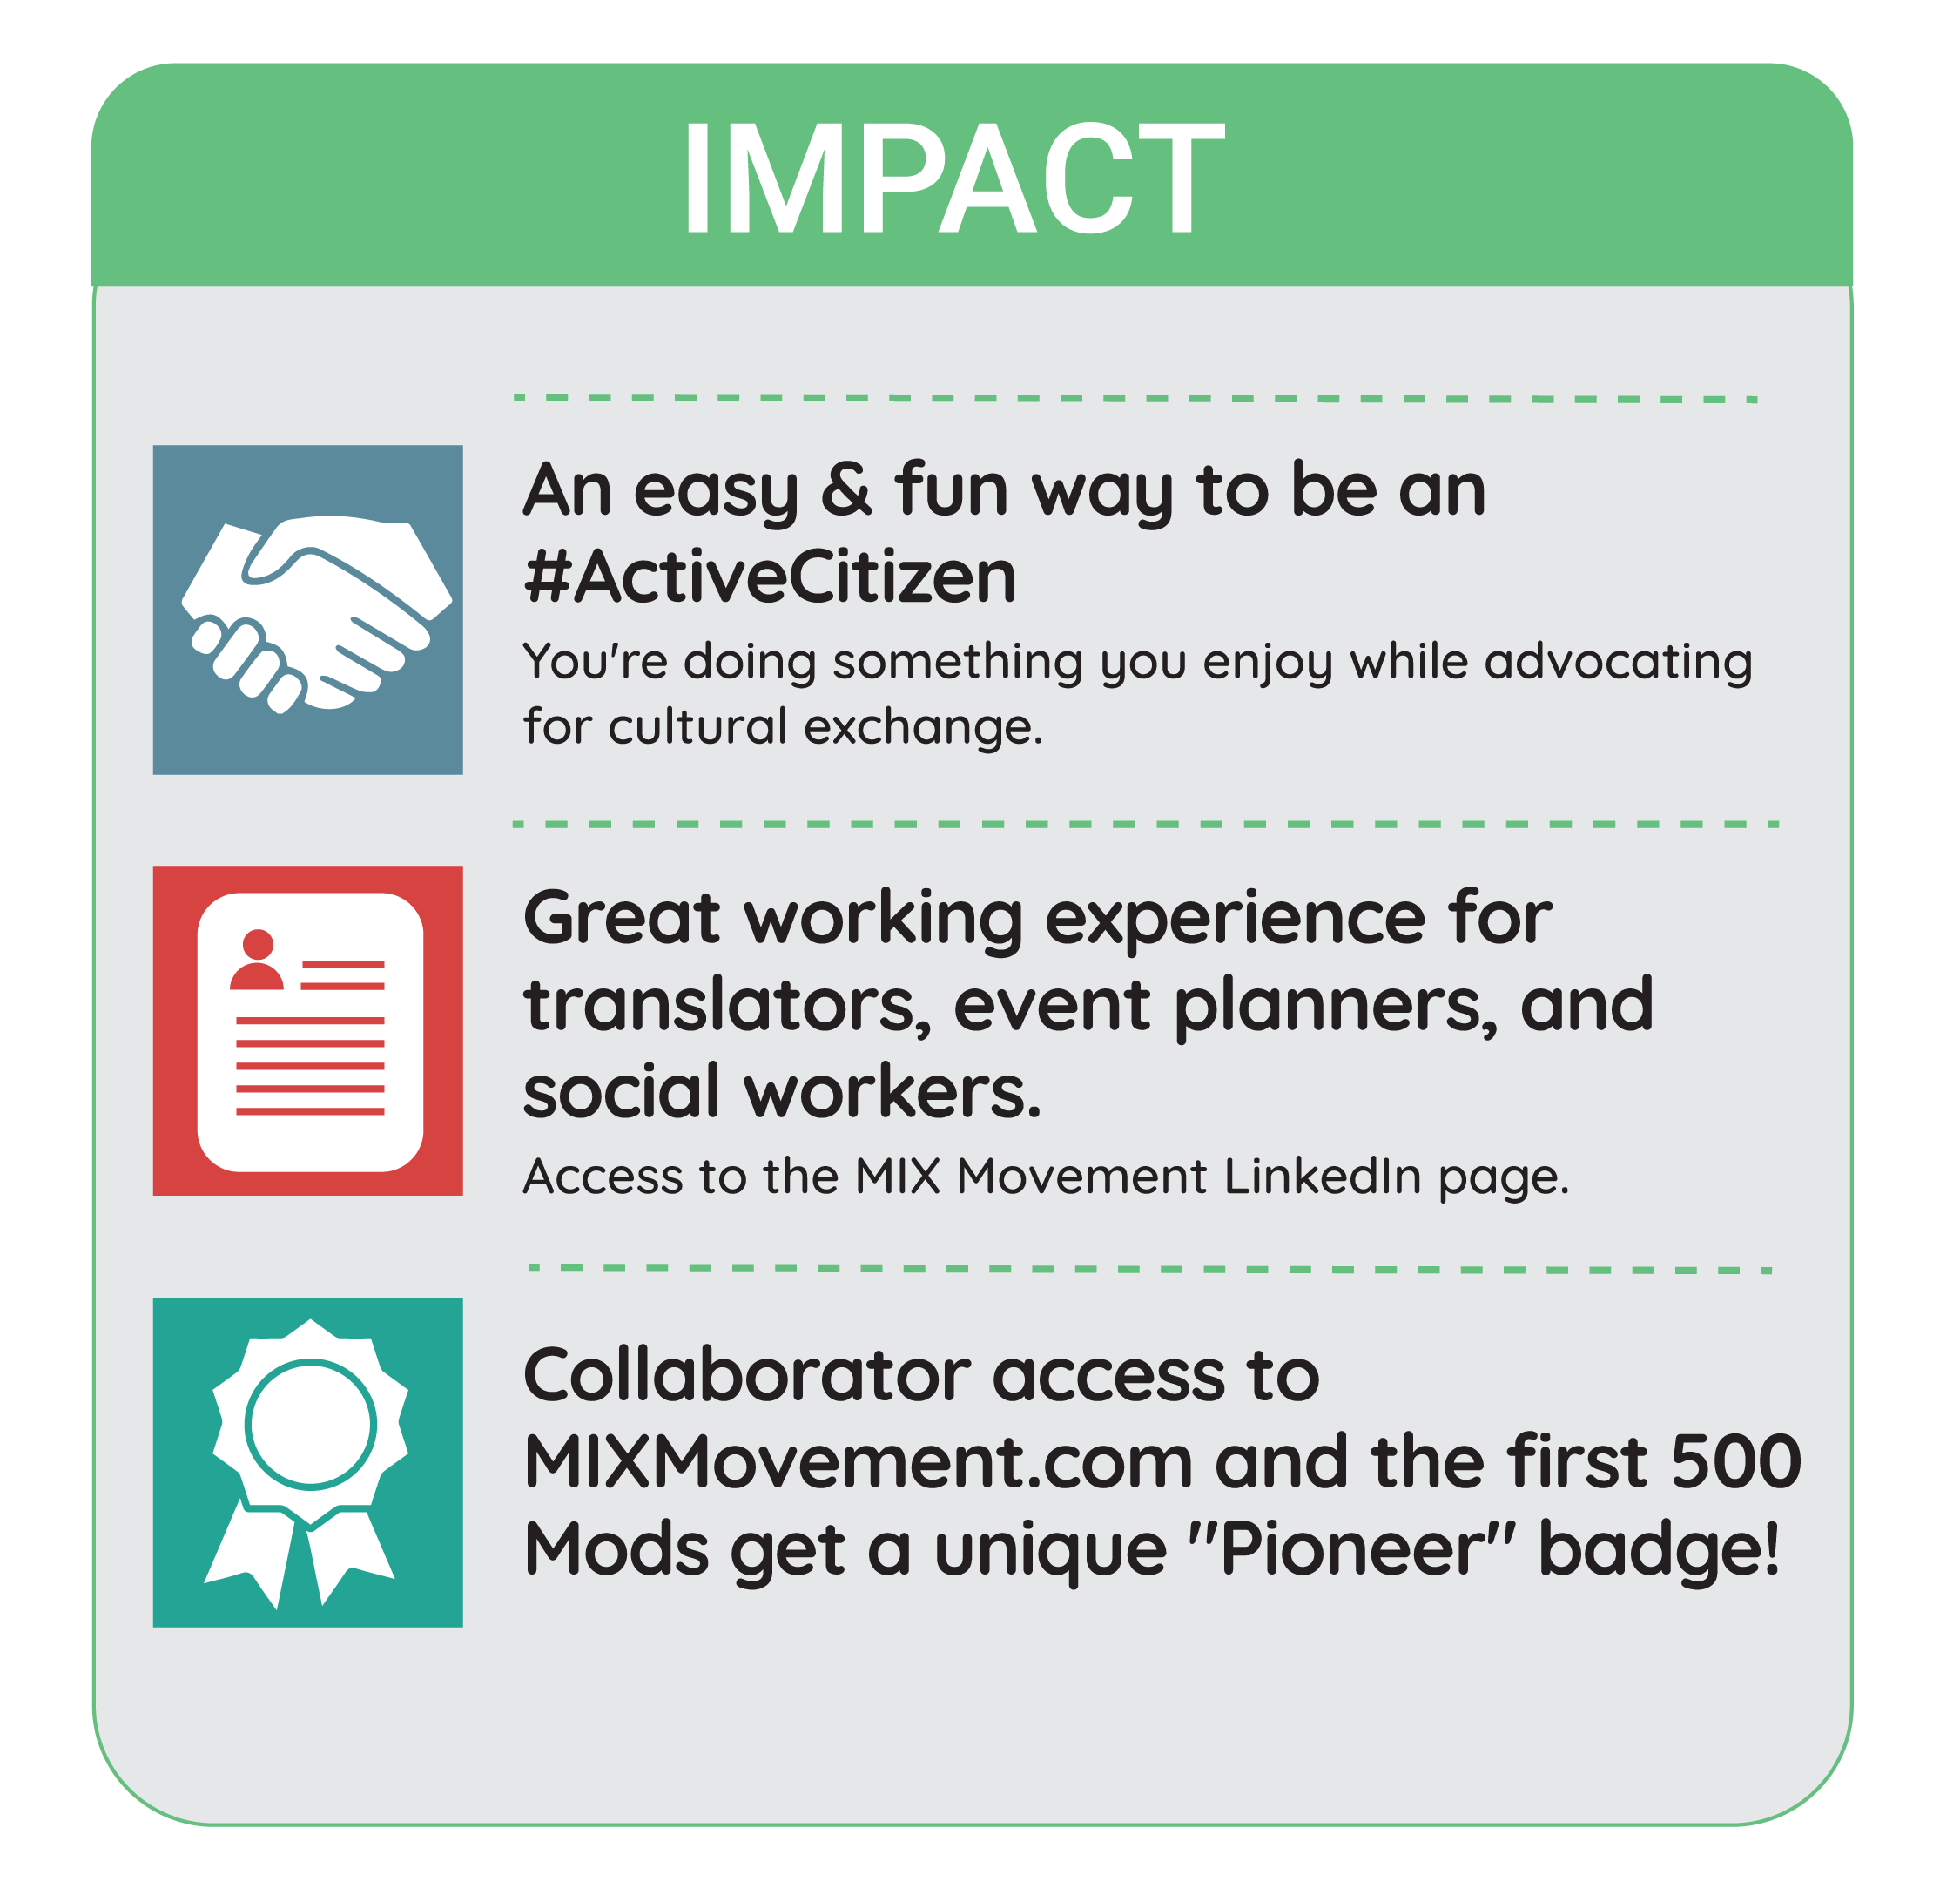 IMPACT
An easy & fun way to be an
#ActiveCitizen
You're doing something you enjoy while advocating
for cultural exchange.
Great working experience for
translators, event planners, and
social workers.
Access to the MIX Movement LinkedIn page.
Collaborator access to
MIXMovement.com and the first 500
Mods get a unique "Pioneer" badge!